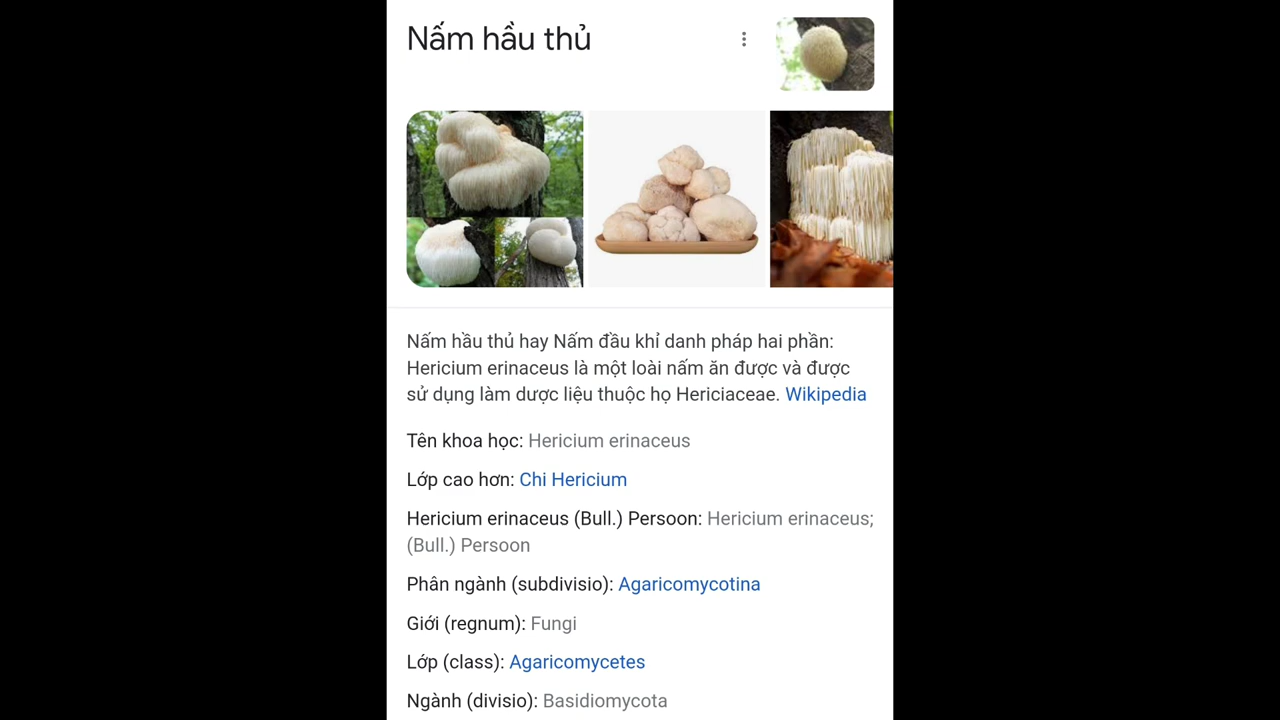 Nấm hầu thủ
Nấm hầu thủ hay Nấm đầu khỉ danh pháp hai phần:
Hericium erinaceus là một loài nấm ăn được và được
sử dụng làm dược liệu thuộc họ Hericiaceae. Wikipedia
Tên khoa học: Hericium erinaceus
Lớp cao hơn: Chi Hericium
Hericium erinaceus (Bull.) Persoon: Hericium erinaceus;
(Bull.) Persoon
Phân ngành (subdivisio): Agaricomycotina
Giới (regnum): Fungi
Lớp (class): Agaricomycetes
Ngành (divisio): Basidiomycota